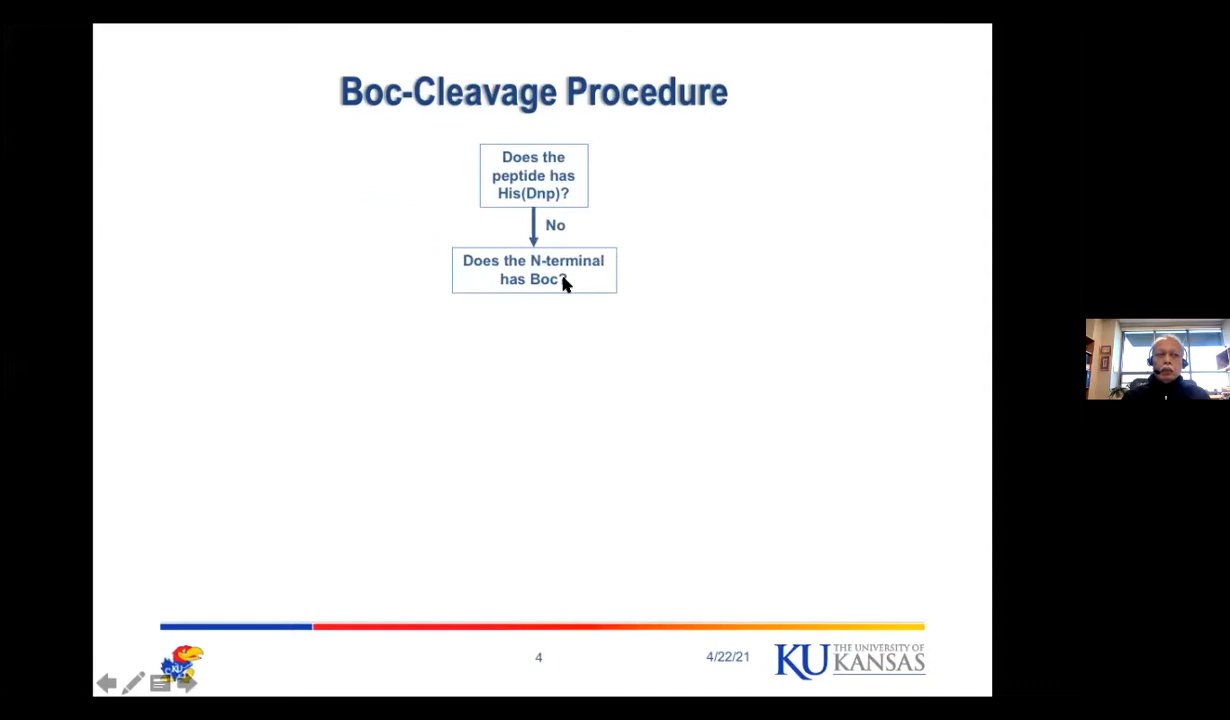 Boc-Cleavage Procedure
Does the
peptide has
His(Dnp)?
No
Does the N-terminal
has Boc?
4
4/22/21
KU
KU THE UNIVERSITY OF
KANSAS